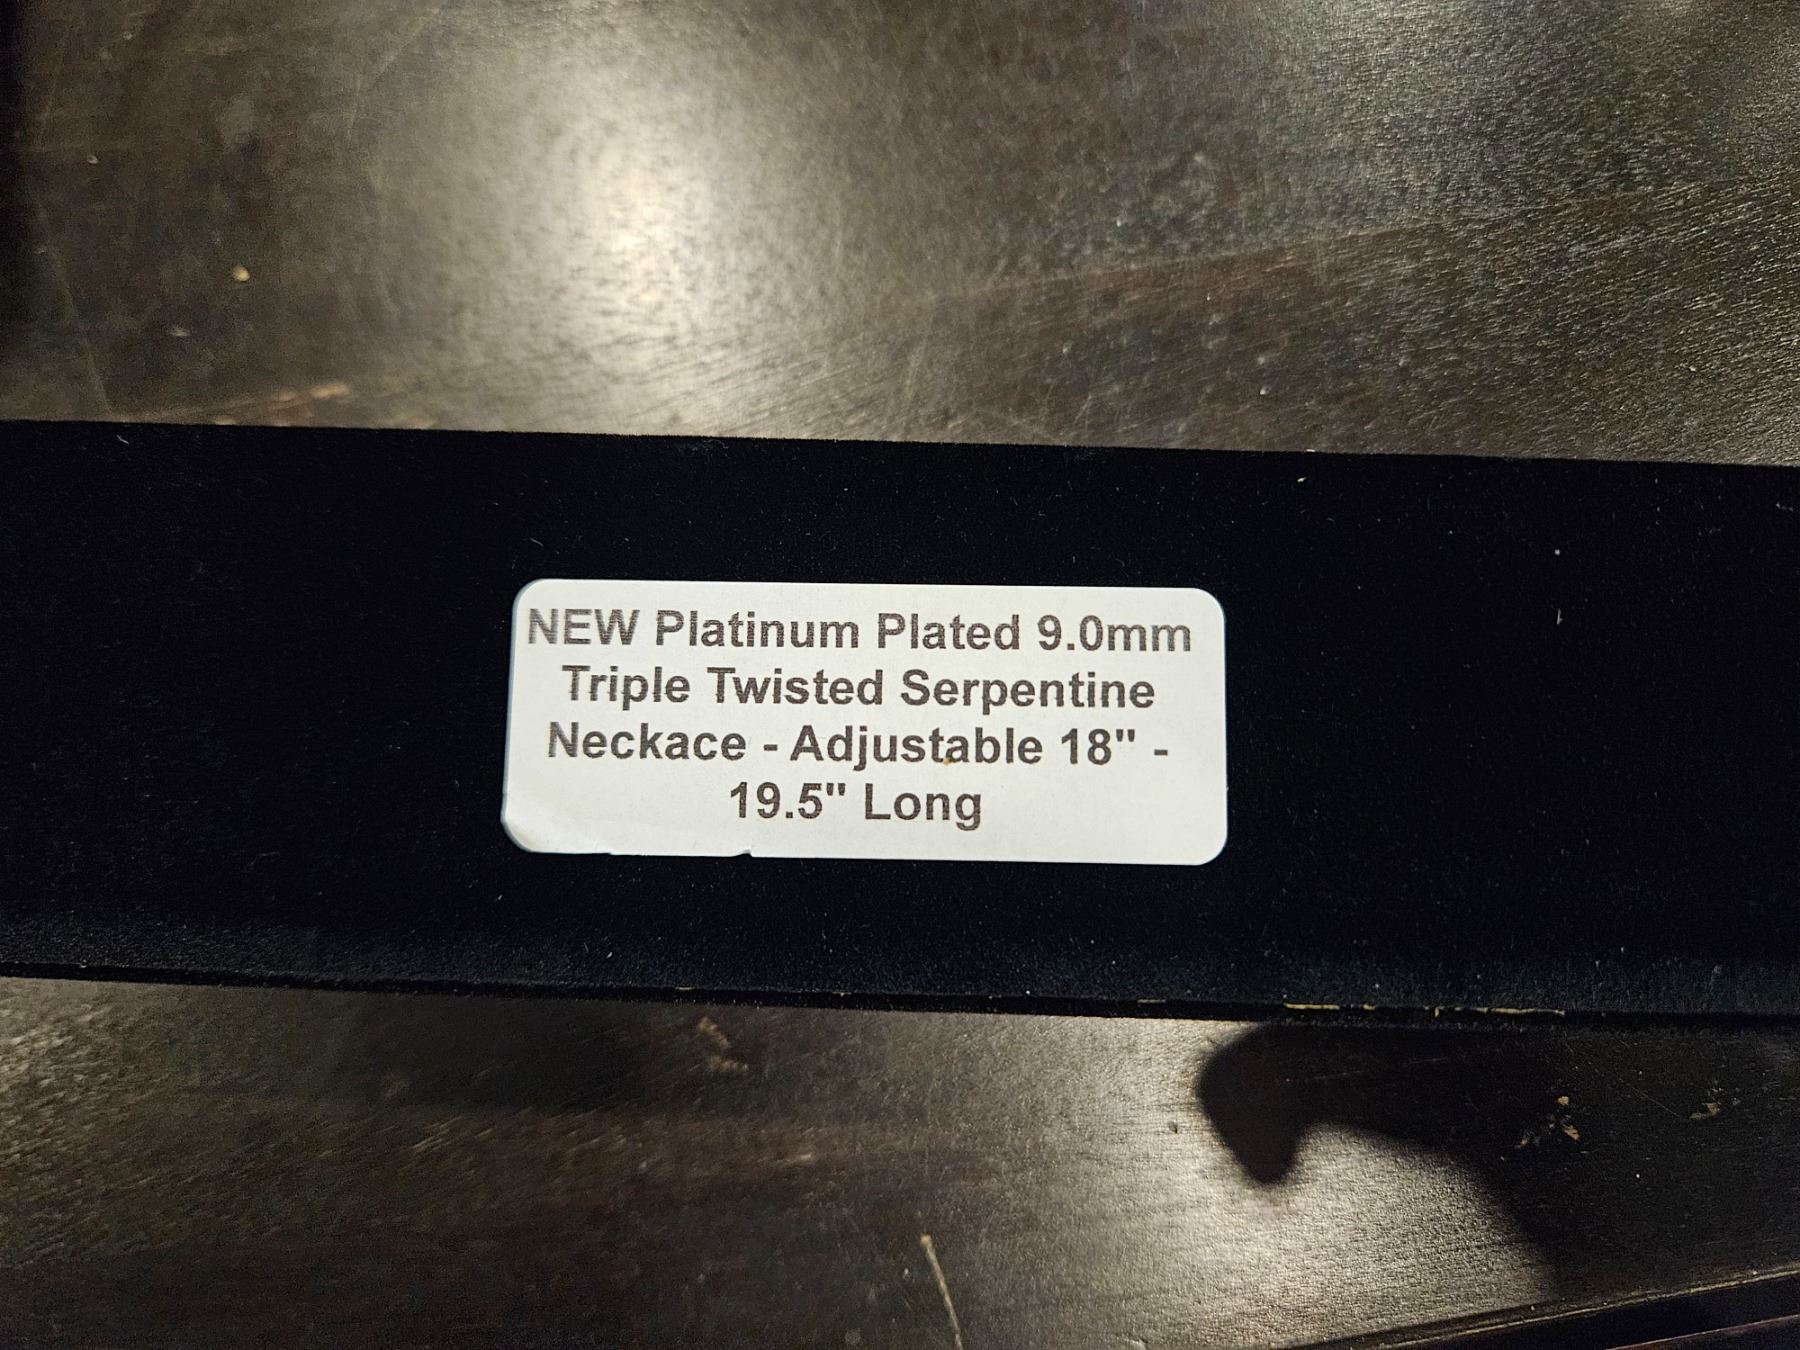 NEW Platinum Plated 9.0mm
Triple Twisted Serpentine
Neckace - Adjustable 18" -
19.5" Long